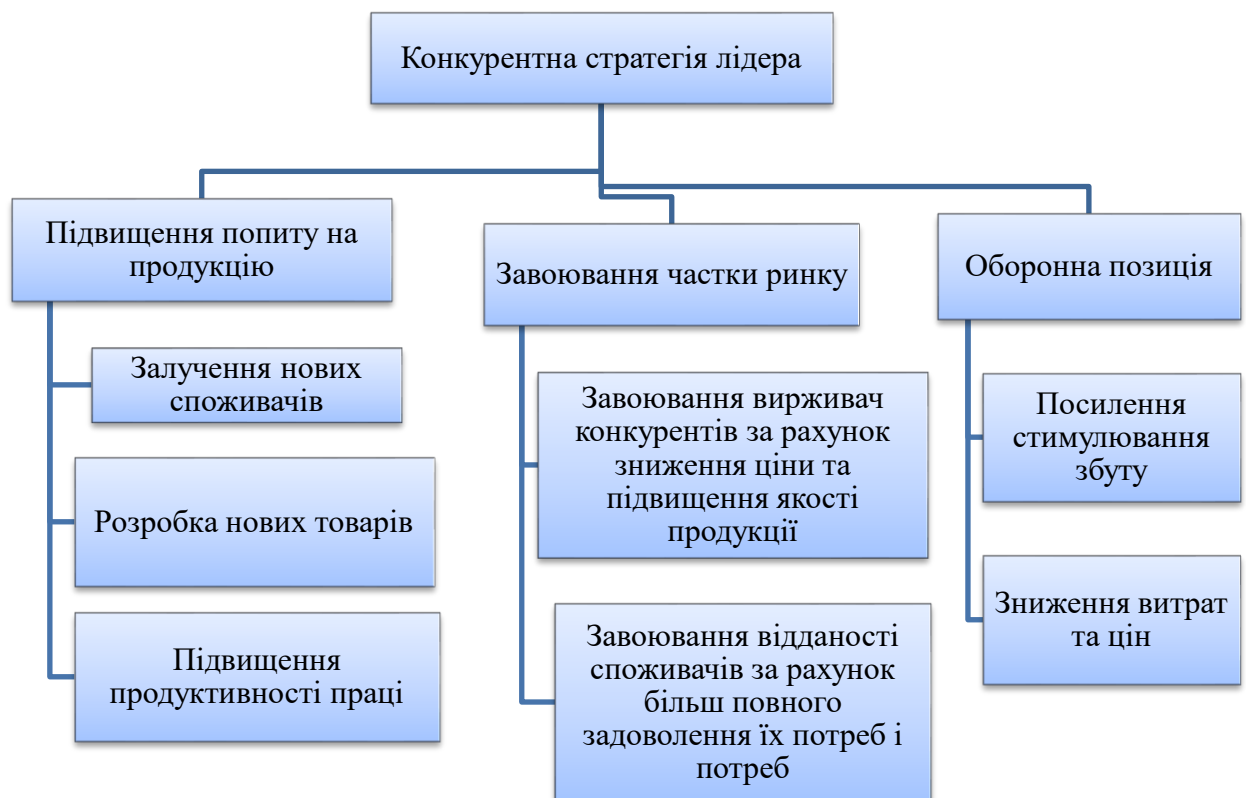 Конкурентна стратегія лідера
Підвищення попиту на
продукцію
Залучення нових
споживачів
Розробка нових товарів
Підвищення
продуктивності праці
Завоювання частки ринку
Завоювання вирживач
конкурентів за рахунок
зниження ціни та
підвищення якості
продукції
Завоювання відданості
споживачів за рахунок
більш повного
задоволення їх потреб і
потреб
Оборонна позиція
Посилення
стимулювання
збуту
Зниження витрат
та цін